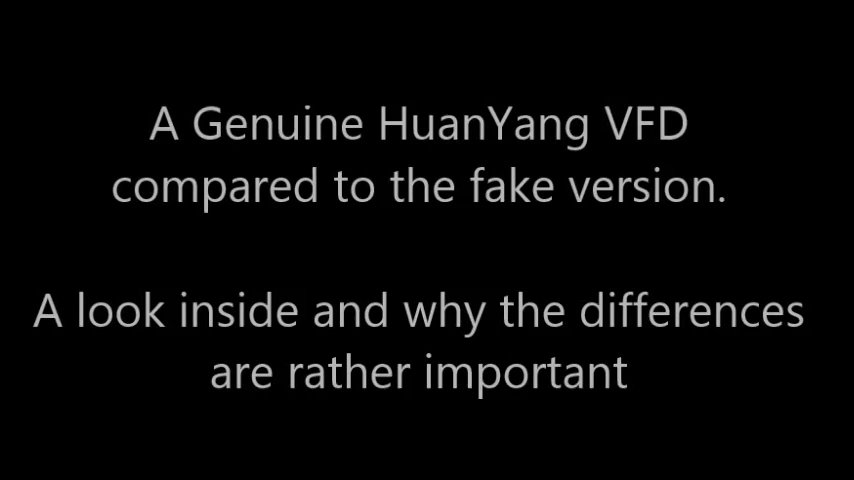 A Genuine HuanYang VFD
compared to the fake version.
A look inside and why the differences
are rather important